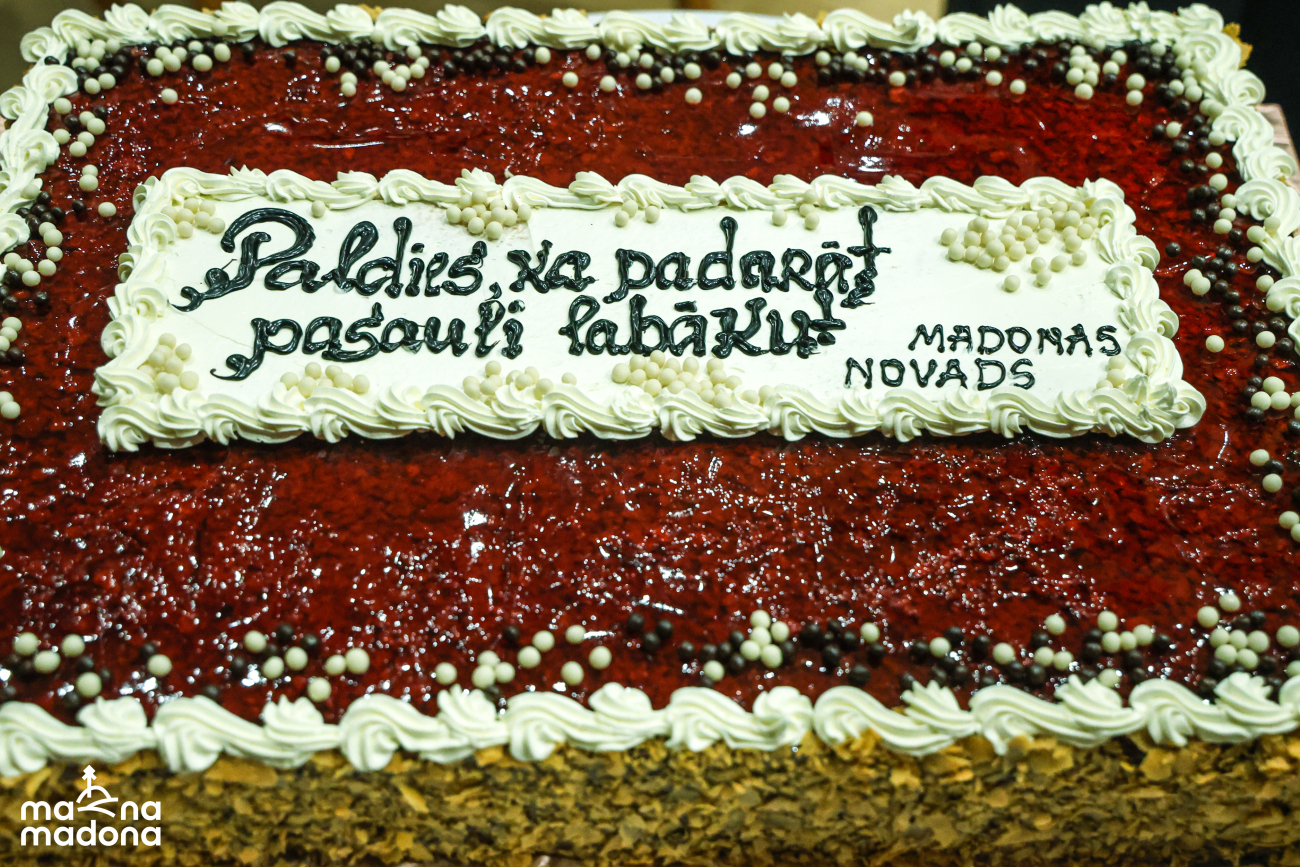 Paldies, ka padarāt
pasauli labāku!
MADONAS
NOVADS
mana
madona